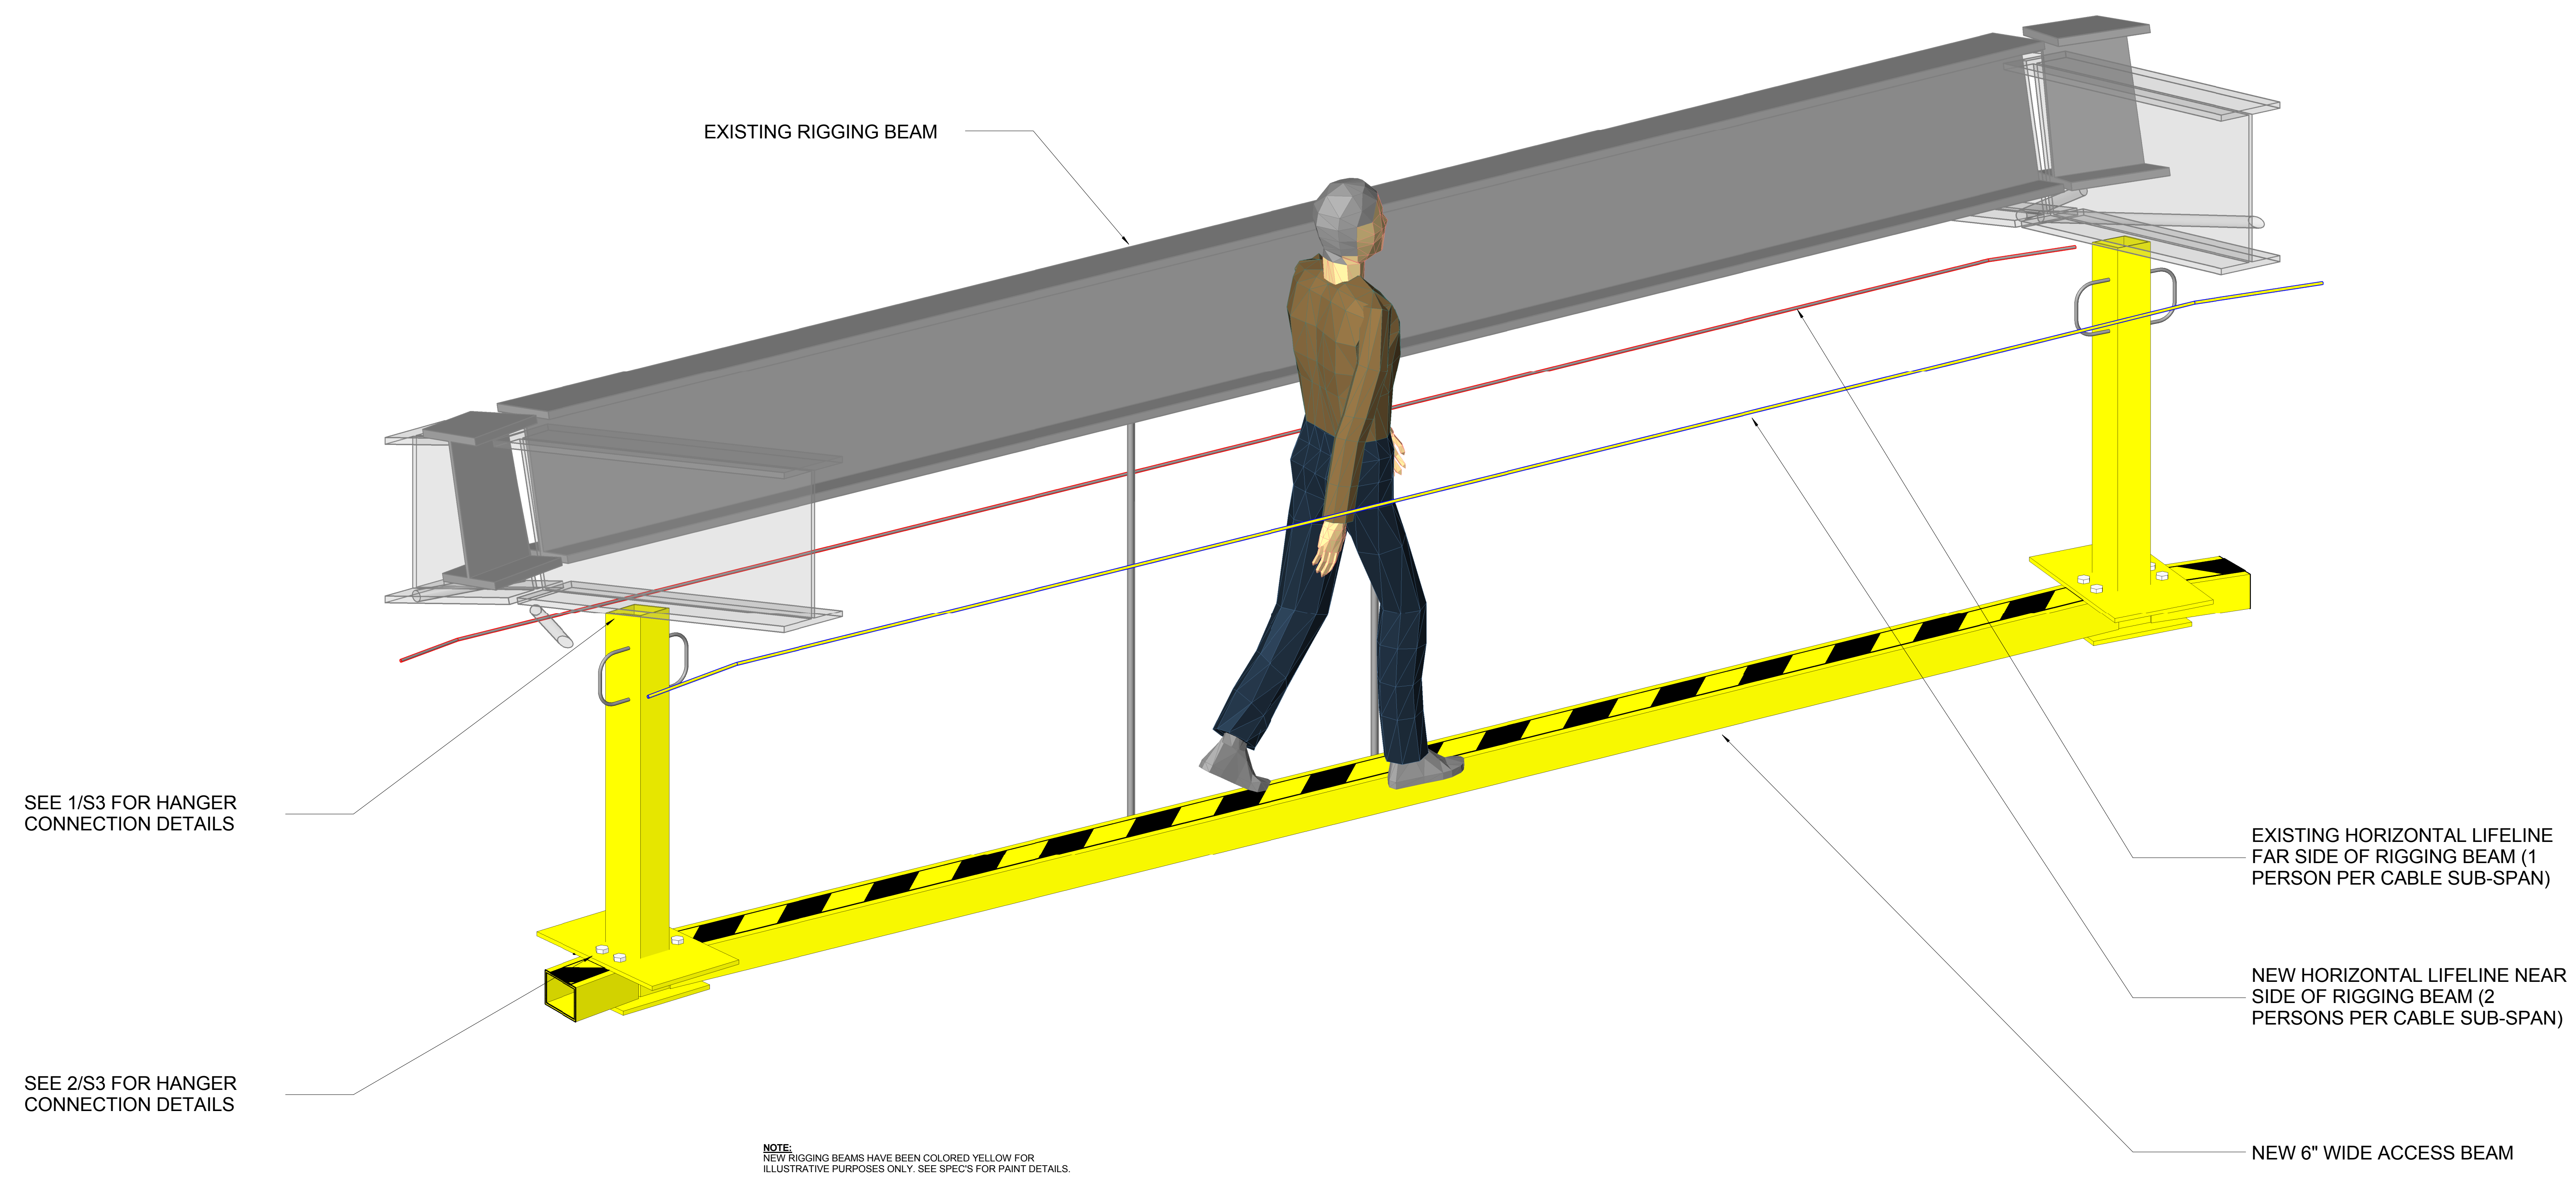 EXISTING RIGGING BEAM
SEE 1/S3 FOR HANGER
CONNECTION DETAILS
EXISTING HORIZONTAL LIFELINE
FAR SIDE OF RIGGING BEAM (1
PERSON PER CABLE SUB-SPAN)
NEW HORIZONTAL LIFELINE NEAR
SIDE OF RIGGING BEAM (2
PERSONS PER CABLE SUB-SPAN)
SEE 2/S3 FOR HANGER
CONNECTION DETAILS
NEW 6" WIDE ACCESS BEAM
NOTE:
NEW RIGGING BEAMS HAVE BEEN COLORED YELLOW FOR
ILLUSTRATIVE PURPOSES ONLY. SEE SPEC'S FOR PAINT DETAILS.